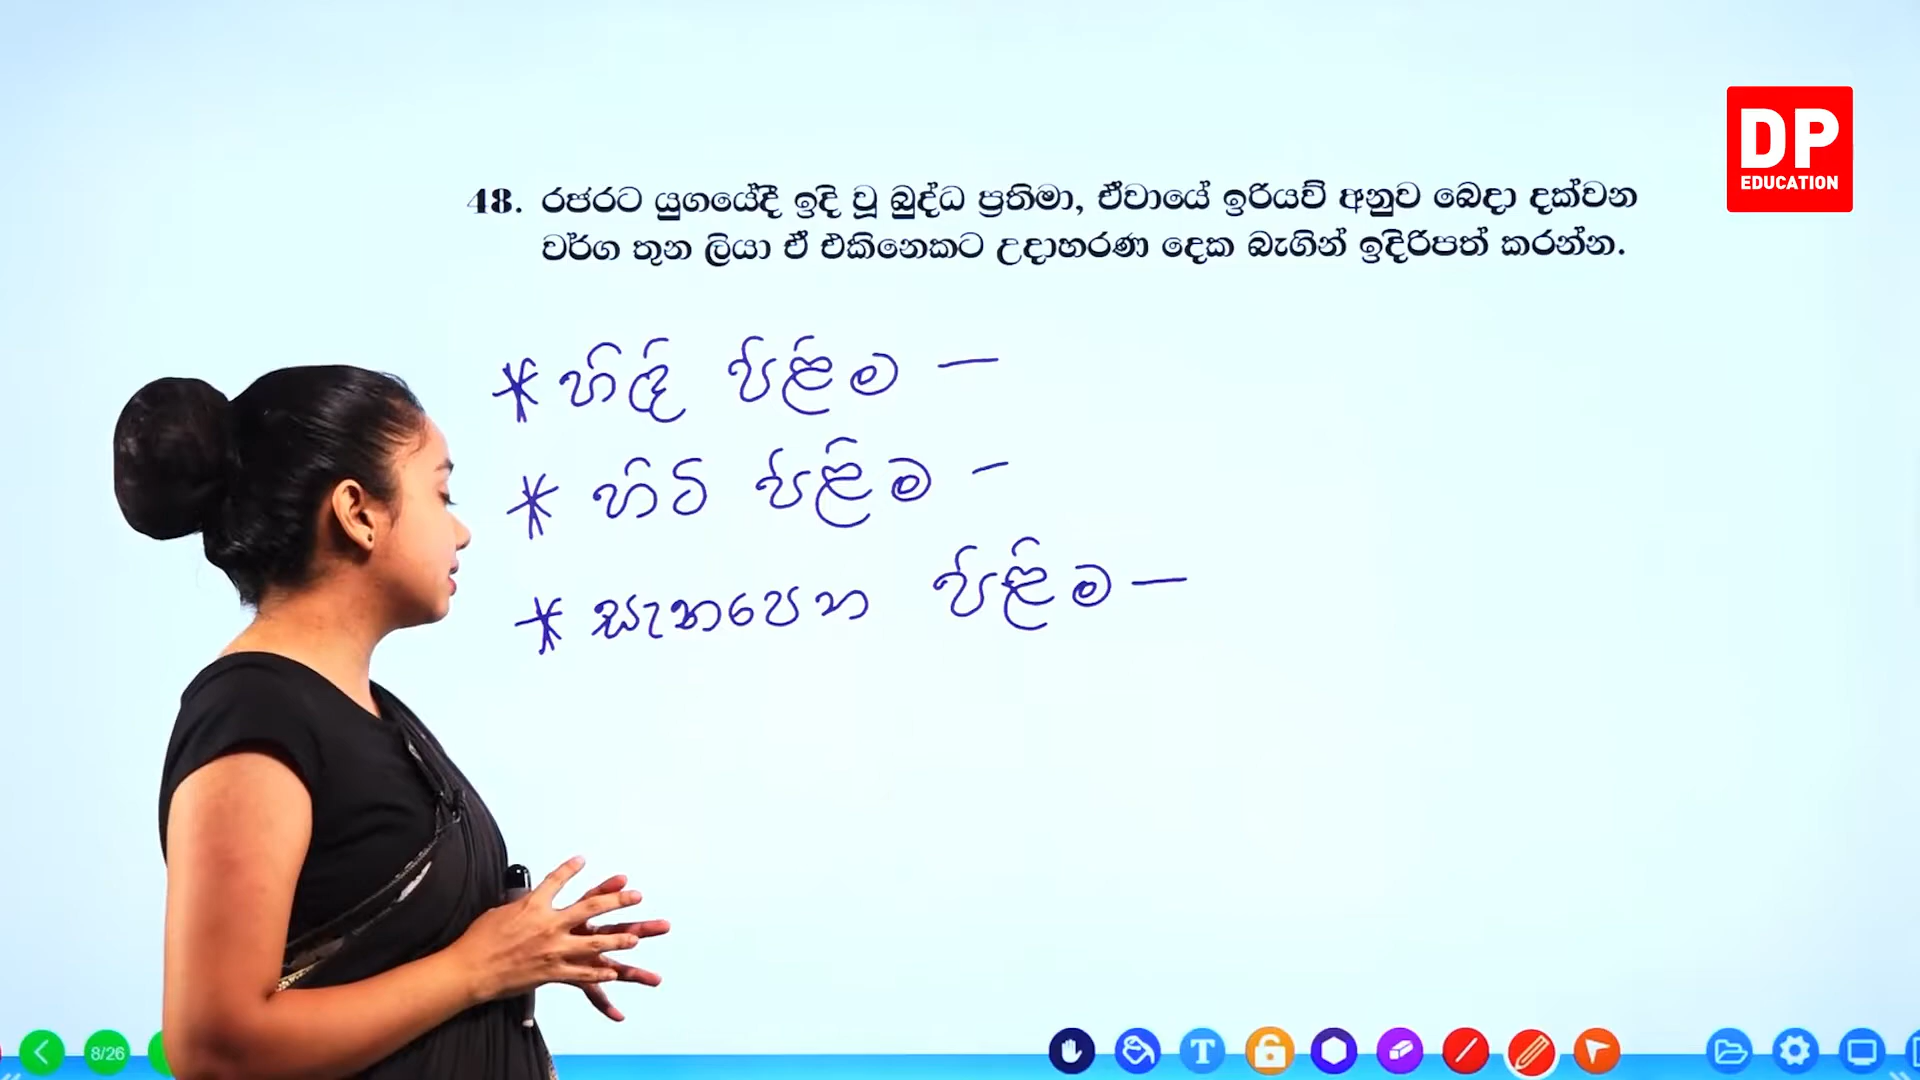 DP
EDUCATION
48. රජරට යුගයේදී ඉදි වූ බුද්ධ ප්‍රතිමා, ඒවායේ ඉරියව් අනුව බෙදා දක්වන
වර්ග තුන ලියා ඒ එකිනෙකට උදාහරණ දෙක බැගින් ඉදිරිපත් කරන්න.
* හිඳි පිළිම -
* හිටි පිළිම -
* සැතපෙන පිළිම -
8/26
T